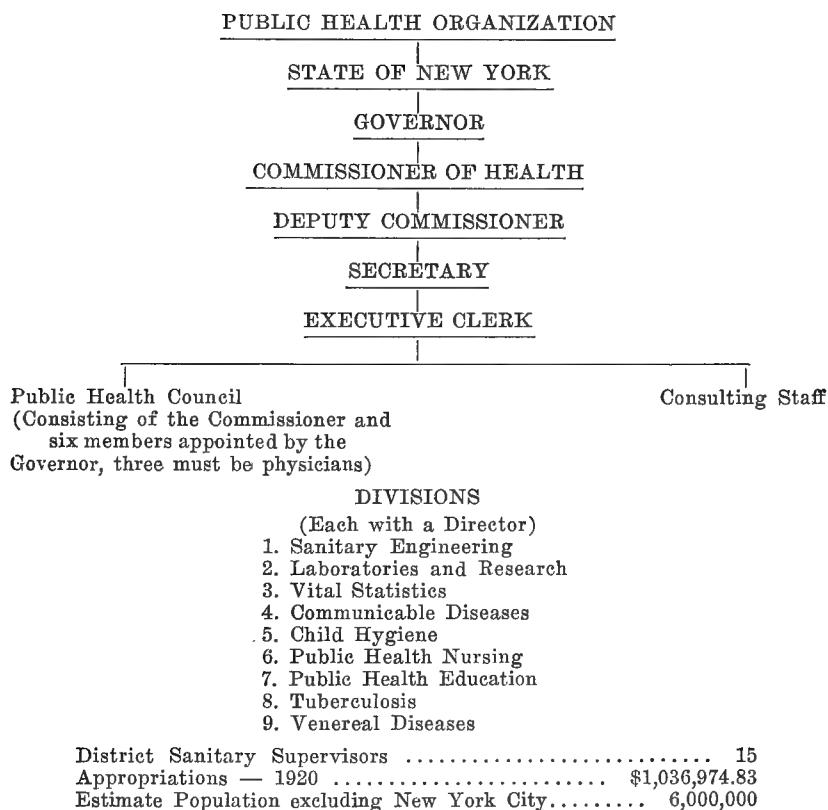 PUBLIC HEALTH ORGANIZATION
STATE OF NEW YORK
GOVERNOR
COMMISSIONER OF HEALTH
DEPUTY COMMISSIONER
SECRETARY
EXECUTIVE CLERK
Public Health Council
(Consisting of the Commissioner and
six members appointed by the
Governor, three must be physicians)
Consulting Staff
DIVISIONS
(Each with a Director)
1. Sanitary Engineering
2. Laboratories and Research
3. Vital Statistics
4. Communicable Diseases
5. Child Hygiene
6. Public Health Nursing
7. Public Health Education
8. Tuberculosis
9. Venereal Diseases
District Sanitary Supervisors ........................... 15
Appropriations — 1920 ........................ $1,036,974.83
Estimate Population excluding New York City......... 6,000,000